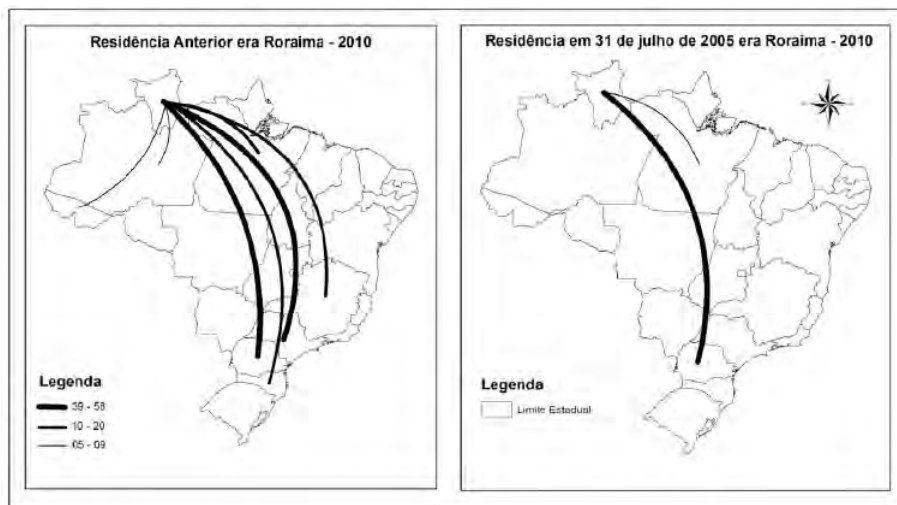 Residência Anterior era Roraima - 2010
Legenda
39 - 58
10 - 20
05 - 09
Residência em 31 de julho de 2005 era Roraima - 2010
Legenda
Limite Estadual